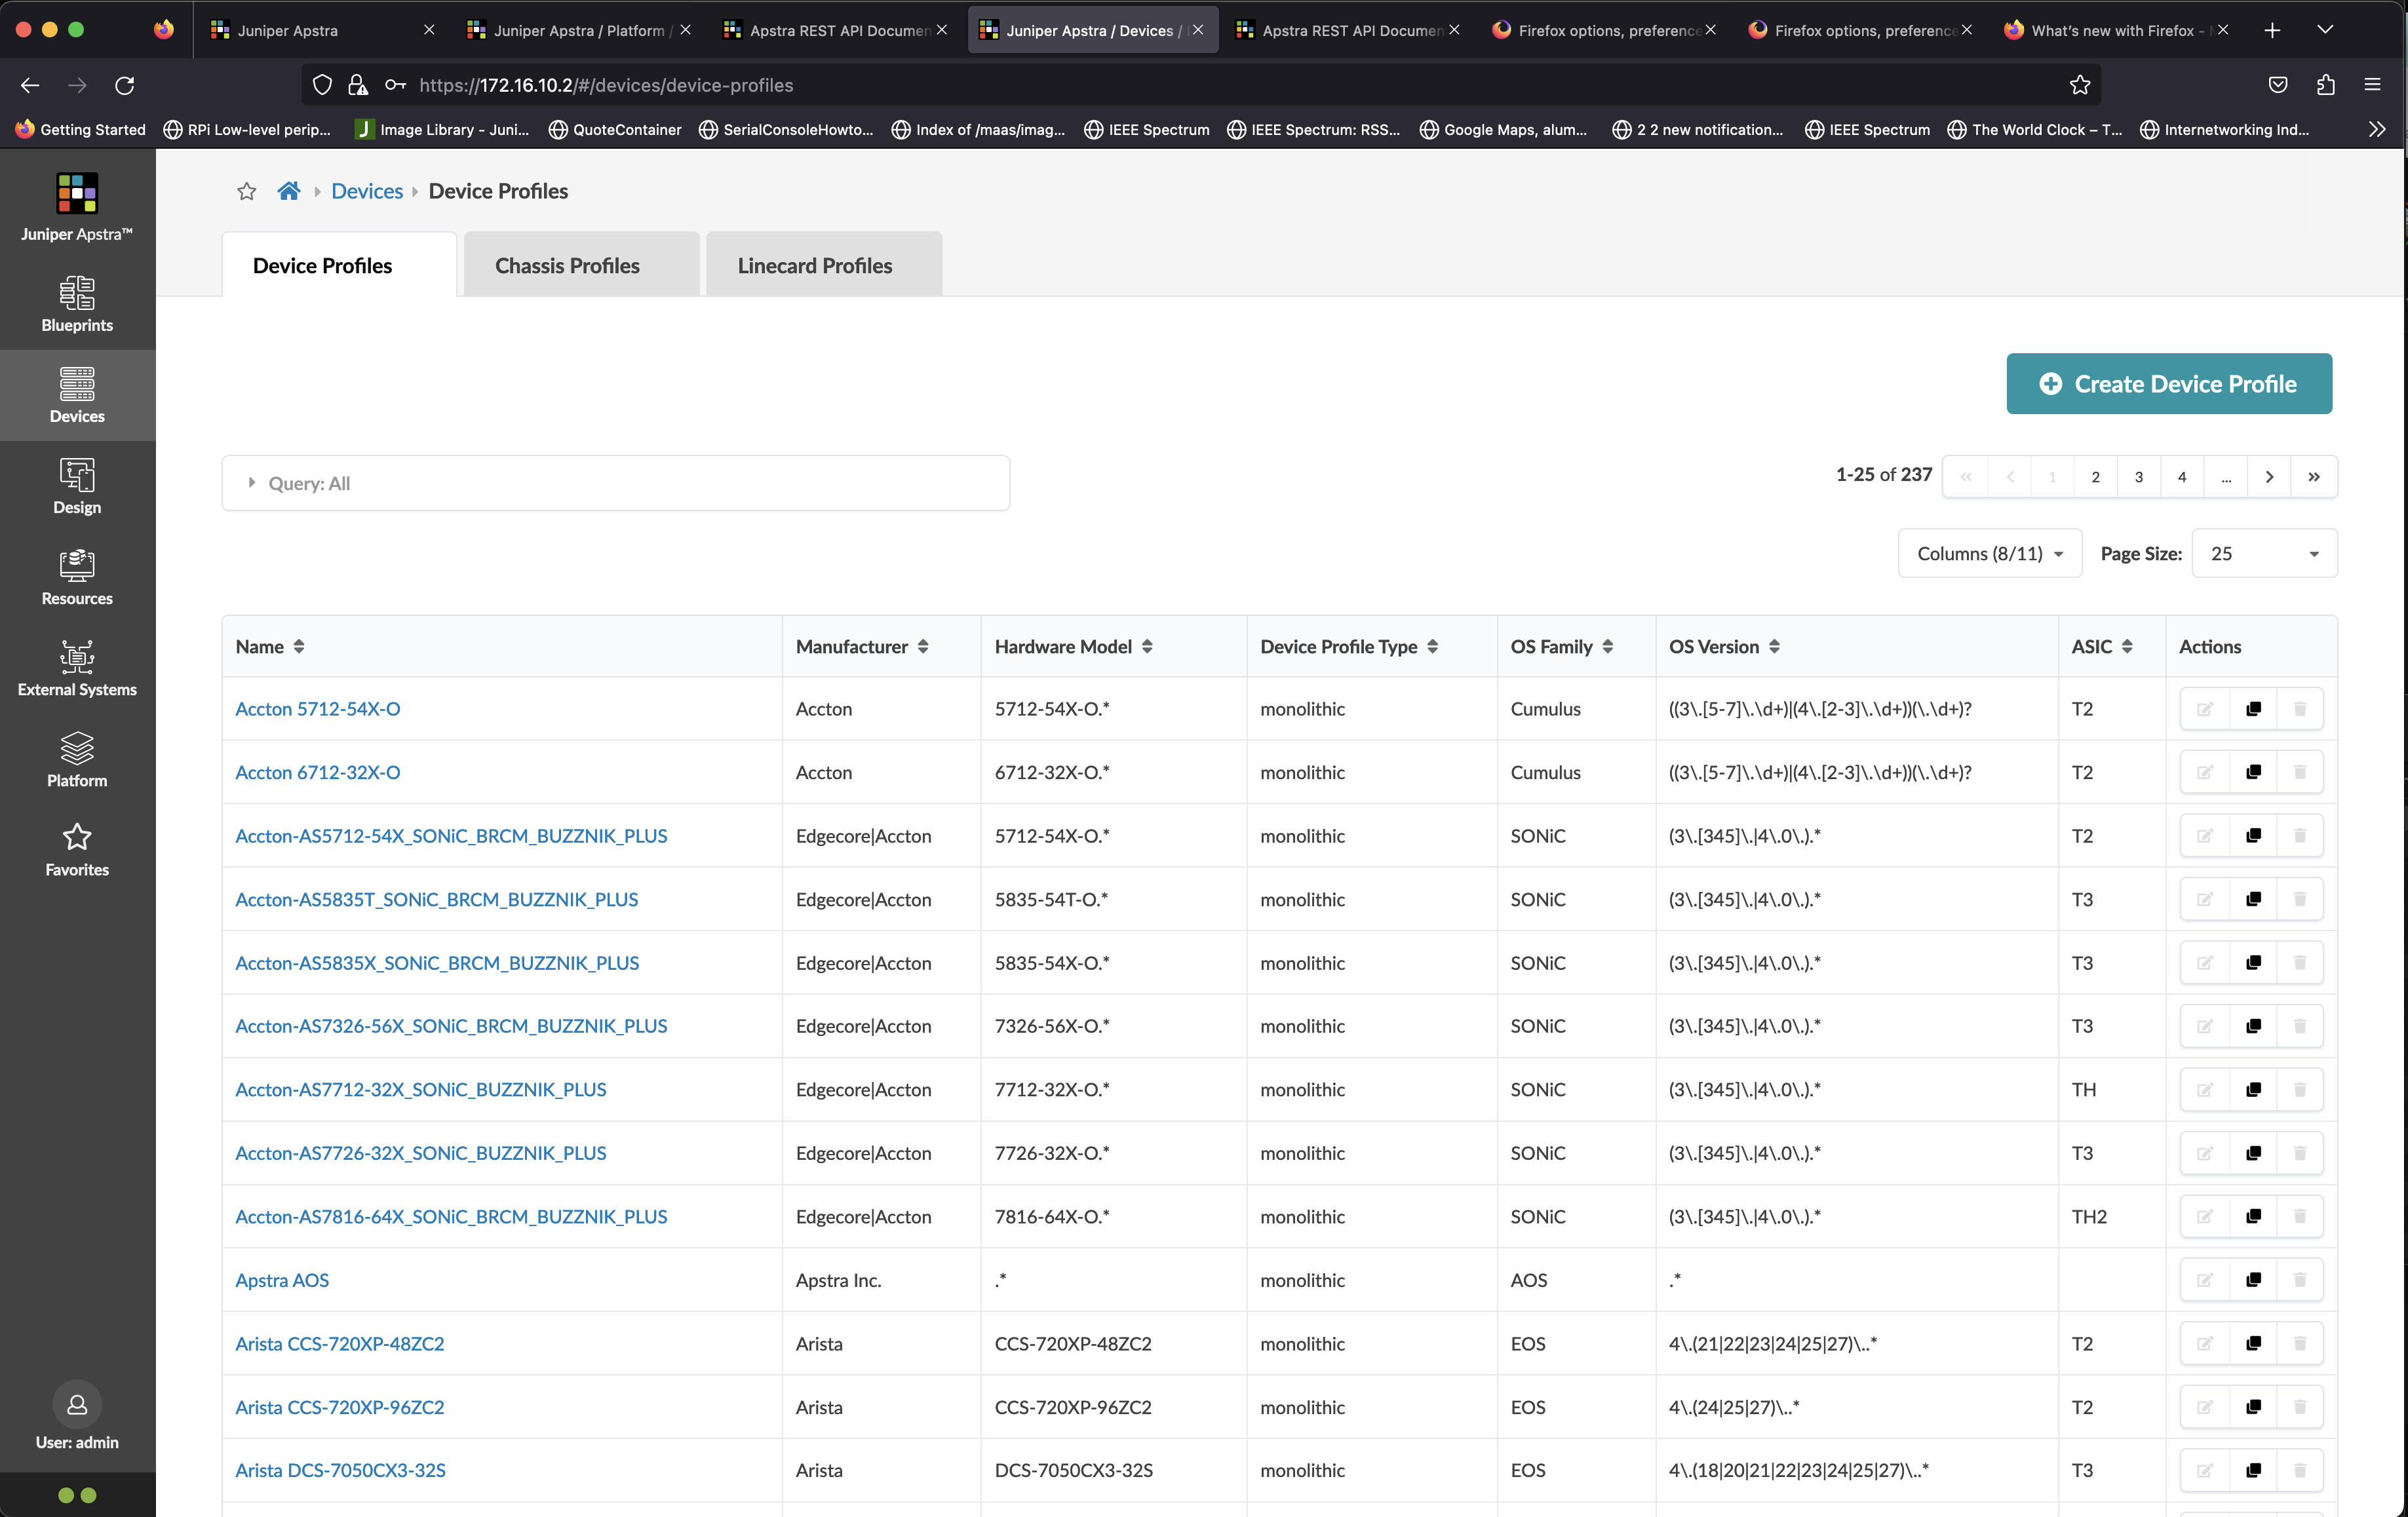 Juniper Apstra
Juniper Apstra / Platform /
Apstra REST API Documen
Juniper Apstra / Devices /
Apstra REST API Documen
Firefox options, preference
Firefox options, preference
What's new with Firefox -
https://172.16.10.2/#/devices/device-profiles
Getting Started
RPi Low-level perip...
Image Library - Juni...
QuoteContainer
SerialConsoleHowto...
Index of /maas/imag...
IEEE Spectrum
IEEE Spectrum: RSS...
Google Maps, alum...
2 2 new notification...
IEEE Spectrum
The World Clock – T...
Internetworking Ind...
Juniper Apstra™
Blueprints
Devices
Design
Resources
External Systems
Platform
Favorites
User: admin
Devices Device Profiles
Device Profiles Chassis Profiles Linecard Profiles
Create Device Profile
Query: All
1-25 of 237 « < 1 2 3 4 ... > »
Columns (8/11) Page Size: 25
Name Manufacturer Hardware Model Device Profile Type OS Family OS Version ASIC Actions
Accton 5712-54X-O Accton 5712-54X-O.* monolithic Cumulus ((3\.[5-7]\.\d+)|(4\.[2-3]\.\d+))(\.\d+)? T2
Accton 6712-32X-O Accton 6712-32X-O.* monolithic Cumulus ((3\.[5-7]\.\d+)|(4\.[2-3]\.\d+))(\.\d+)? T2
Accton-AS5712-54X_SONiC_BRCM_BUZZNIK_PLUS Edgecore|Accton 5712-54X-O.* monolithic SONiC (3\.[345]\.|4\.0\.).* T2
Accton-AS5835T_SONiC_BRCM_BUZZNIK_PLUS Edgecore|Accton 5835-54T-O.* monolithic SONiC (3\.[345]\.|4\.0\.).* T3
Accton-AS5835X_SONiC_BRCM_BUZZNIK_PLUS Edgecore|Accton 5835-54X-O.* monolithic SONiC (3\.[345]\.|4\.0\.).* T3
Accton-AS7326-56X_SONiC_BRCM_BUZZNIK_PLUS Edgecore|Accton 7326-56X-O.* monolithic SONiC (3\.[345]\.|4\.0\.).* T3
Accton-AS7712-32X_SONiC_BUZZNIK_PLUS Edgecore|Accton 7712-32X-O.* monolithic SONiC (3\.[345]\.|4\.0\.).* TH
Accton-AS7726-32X_SONiC_BUZZNIK_PLUS Edgecore|Accton 7726-32X-O.* monolithic SONiC (3\.[345]\.|4\.0\.).* T3
Accton-AS7816-64X_SONiC_BRCM_BUZZNIK_PLUS Edgecore|Accton 7816-64X-O.* monolithic SONiC (3\.[345]\.|4\.0\.).* TH2
Apstra AOS Apstra Inc. .* monolithic AOS .*
Arista CCS-720XP-48ZC2 Arista CCS-720XP-48ZC2 monolithic EOS 4\.(21|22|23|24|25|27)\..* T2
Arista CCS-720XP-96ZC2 Arista CCS-720XP-96ZC2 monolithic EOS 4\.(24|25|27)\..* T2
Arista DCS-7050CX3-32S Arista DCS-7050CX3-32S monolithic EOS 4\.(18|20|21|22|23|24|25|27)\..* T3